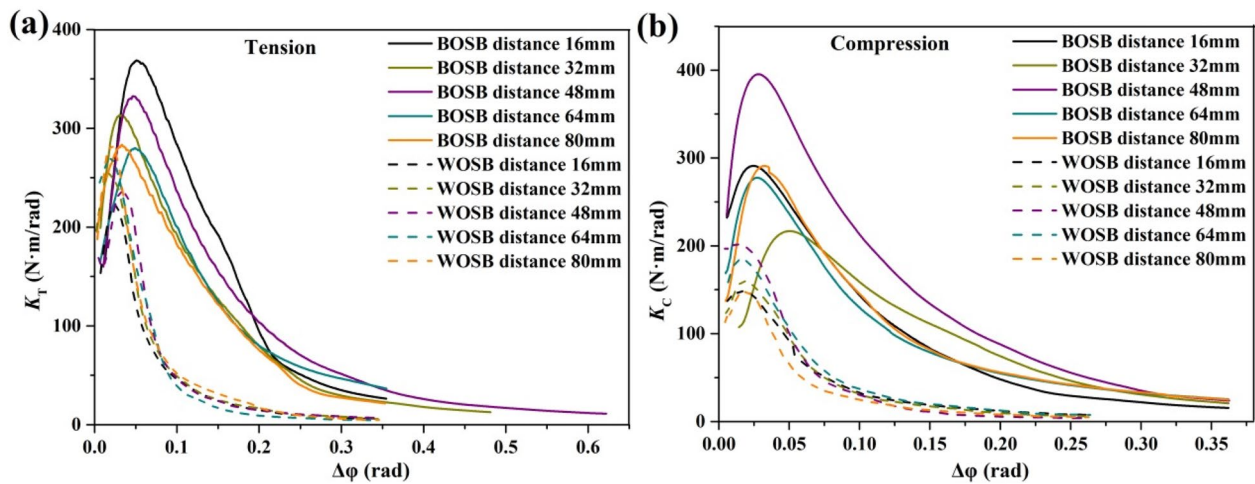 (a)
Tension
BOSB distance 16mm
BOSB distance 32mm
BOSB distance 48mm
BOSB distance 64mm
BOSB distance 80mm
WOSB distance 16mm
WOSB distance 32mm
WOSB distance 48mm
WOSB distance 64mm
WOSB distance 80mm
400
300
200
100
0
K_T (N·m/rad)
0.0 0.1 0.2 0.3 0.4 0.5 0.6
Δφ (rad)
(b)
Compression
BOSB distance 16mm
BOSB distance 32mm
BOSB distance 48mm
BOSB distance 64mm
BOSB distance 80mm
WOSB distance 16mm
WOSB distance 32mm
WOSB distance 48mm
WOSB distance 64mm
WOSB distance 80mm
400
300
200
100
0
K_C (N·m/rad)
0.00 0.05 0.10 0.15 0.20 0.25 0.30 0.35
Δφ (rad)